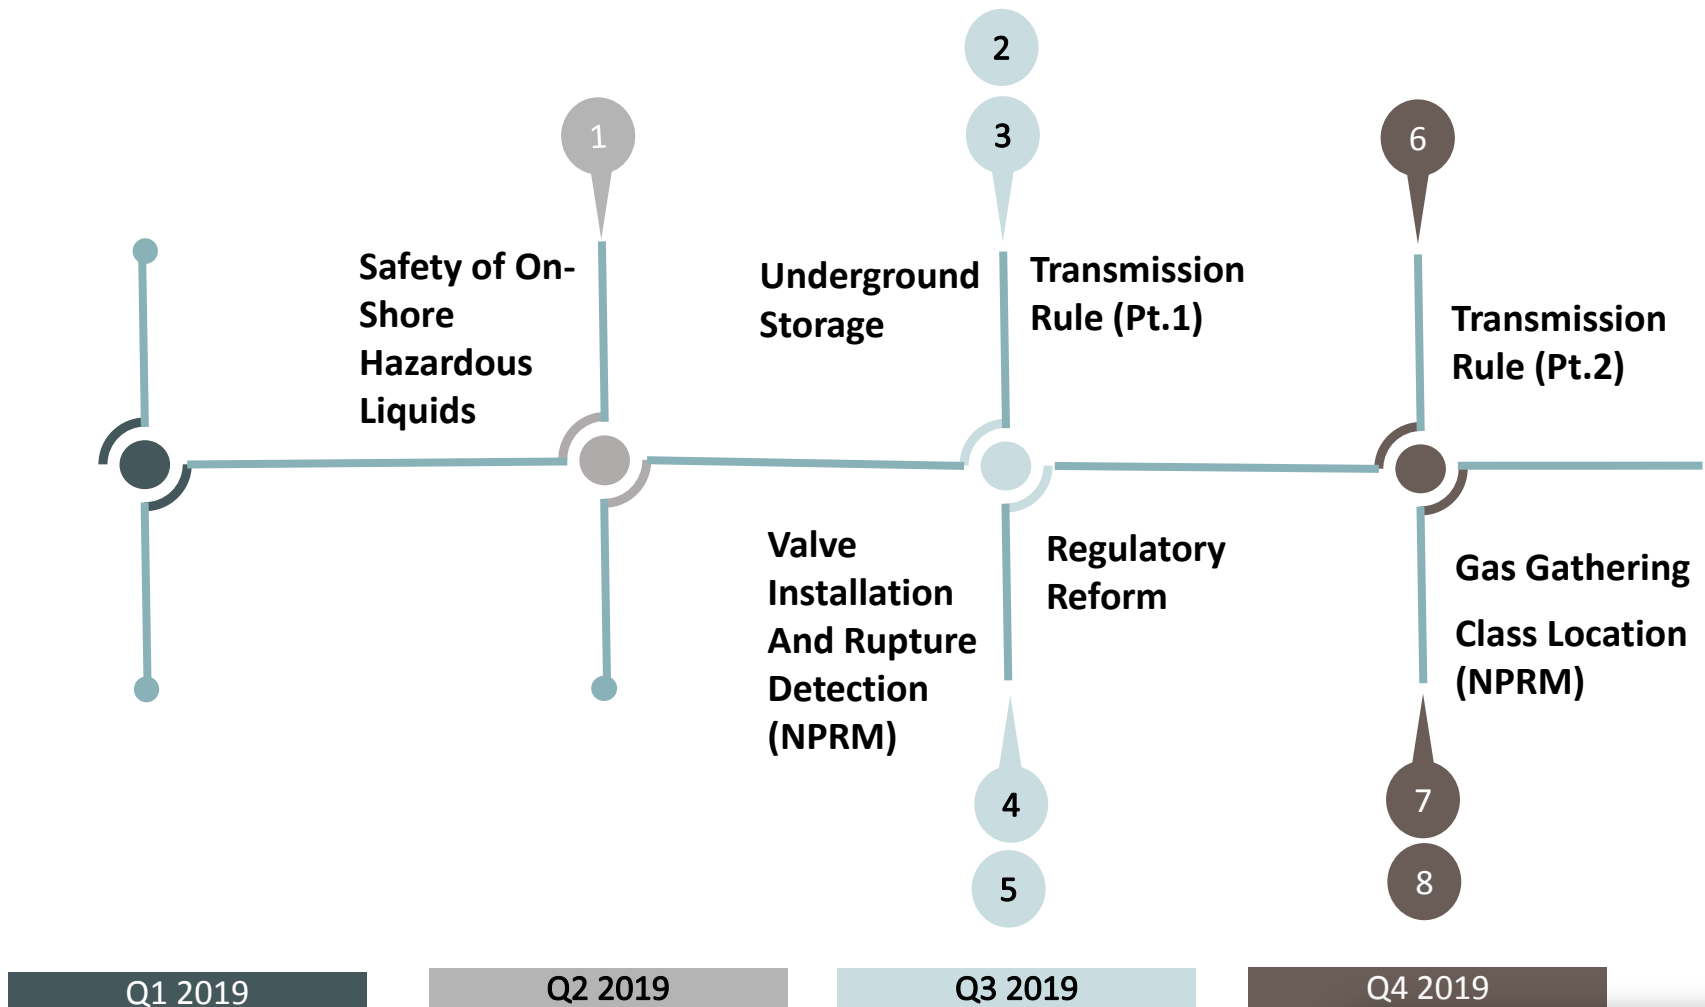 2
3
1
6
Safety of On-
Shore
Hazardous
Liquids
Underground
Storage
Transmission
Rule (Pt.1)
Transmission
Rule (Pt.2)
Valve
Installation
And Rupture
Detection
(NPRM)
Regulatory
Reform
Gas Gathering
Class Location
(NPRM)
4
5
7
8
Q1 2019
Q2 2019
Q3 2019
Q4 2019